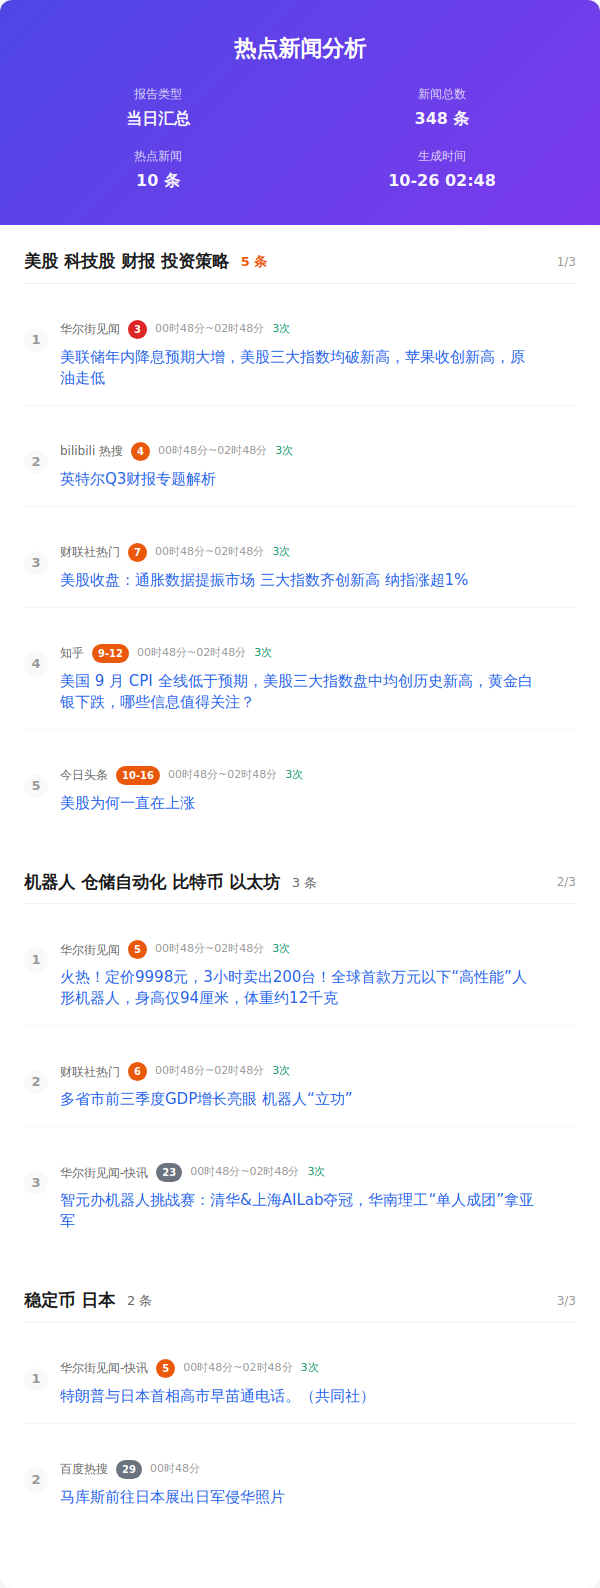 热点新闻分析
报告类型
新闻总数
当日汇总
348 条
热点新闻
生成时间
10 条
10-26 02:48
美股 科技股 财报 投资策略 5 条 1/3
1 华尔街见闻 3 00时48分~02时48分 3次
美联储年内降息预期大增，美股三大指数均破新高，苹果收创新高，原
油走低
2 bilibili 热搜 4 00时48分~02时48分 3次
英特尔Q3财报专题解析
3 财联社热门 7 00时48分~02时48分 3次
美股收盘：通胀数据提振市场 三大指数齐创新高 纳指涨超1%
4 知乎 9-12 00时48分~02时48分 3次
美国 9 月 CPI 全线低于预期，美股三大指数盘中均创历史新高，黄金白
银下跌，哪些信息值得关注？
5 今日头条 10-16 00时48分~02时48分 3次
美股为何一直在上涨
机器人 仓储自动化 比特币 以太坊 3 条 2/3
1 华尔街见闻 5 00时48分~02时48分 3次
火热！定价9998元，3小时卖出200台！全球首款万元以下“高性能”人
形机器人，身高仅94厘米，体重约12千克
2 财联社热门 6 00时48分~02时48分 3次
多省市前三季度GDP增长亮眼 机器人“立功”
3 华尔街见闻-快讯 23 00时48分~02时48分 3次
智元办机器人挑战赛：清华&上海AILab夺冠，华南理工“单人成团”拿亚
军
稳定币 日本 2 条 3/3
1 华尔街见闻-快讯 5 00时48分~02时48分 3次
特朗普与日本首相高市早苗通电话。（共同社）
2 百度热搜 29 00时48分
马库斯前往日本展出日军侵华照片